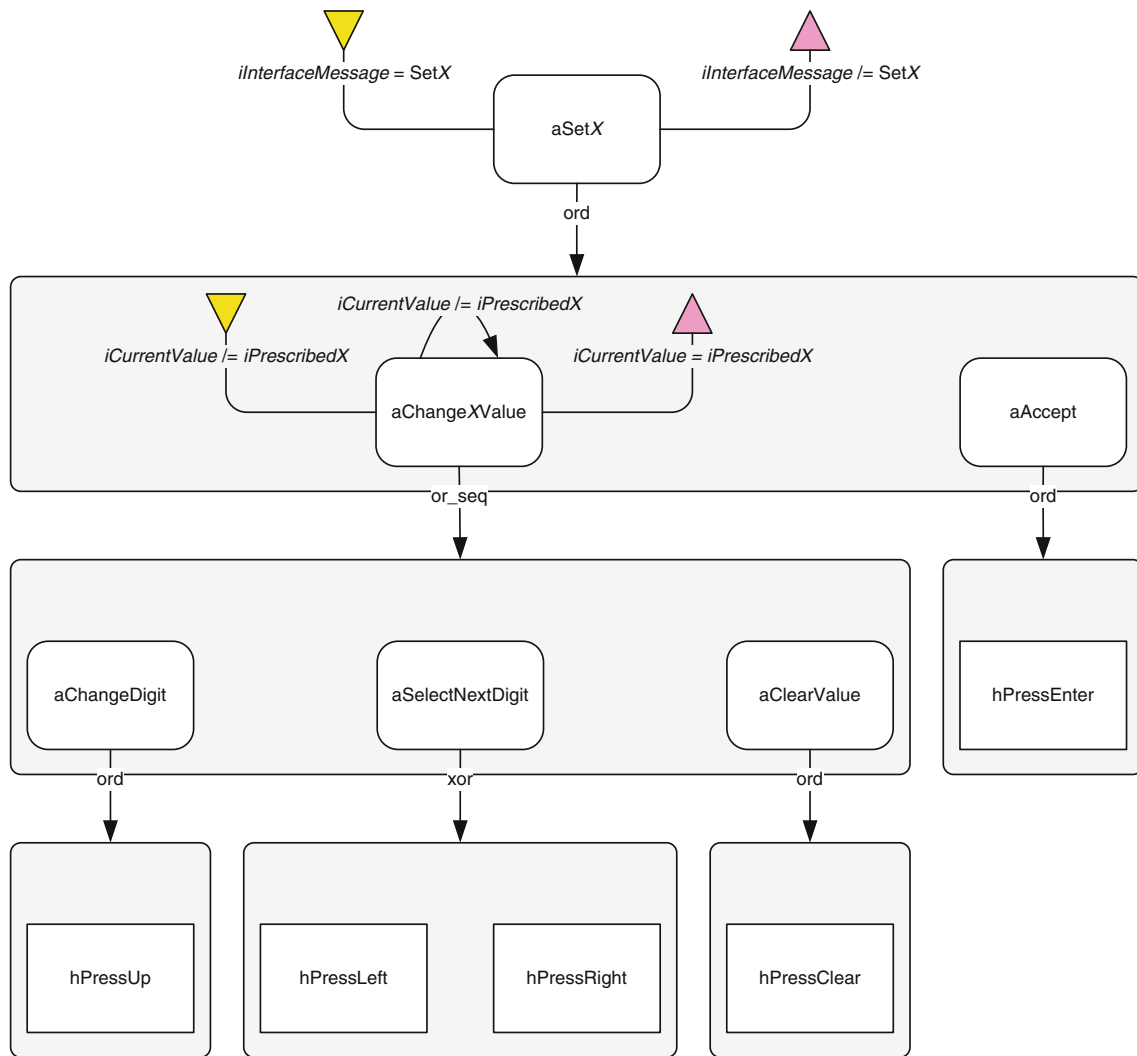 iInterfaceMessage = SetX
iInterfaceMessage /= SetX
aSetX
ord
iCurrentValue /= iPrescribedX
iCurrentValue /= iPrescribedX
iCurrentValue = iPrescribedX
aChangeXValue
aAccept
or_seq
ord
aChangeDigit
aSelectNextDigit
aClearValue
hPressEnter
ord
xor
ord
hPressUp
hPressLeft
hPressRight
hPressClear